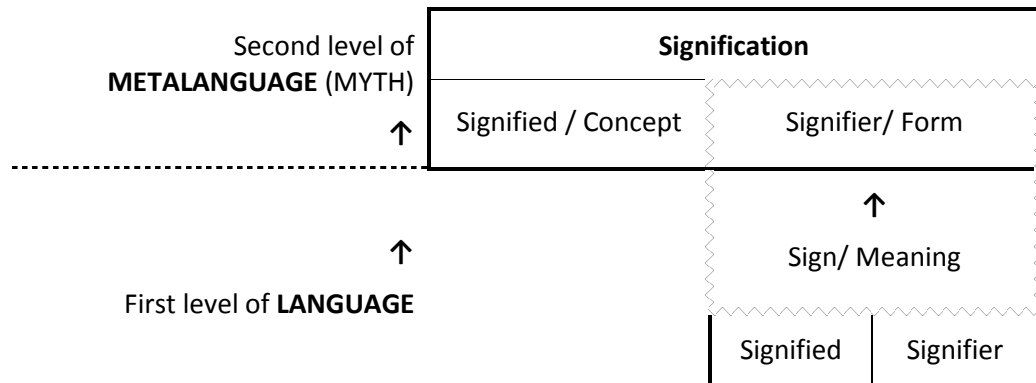 Second level of
METALANGUAGE (MYTH)
↑
Signification
Signified / Concept
Signifier/ Form
↑
First level of LANGUAGE
↑
Sign/ Meaning
Signified
Signifier